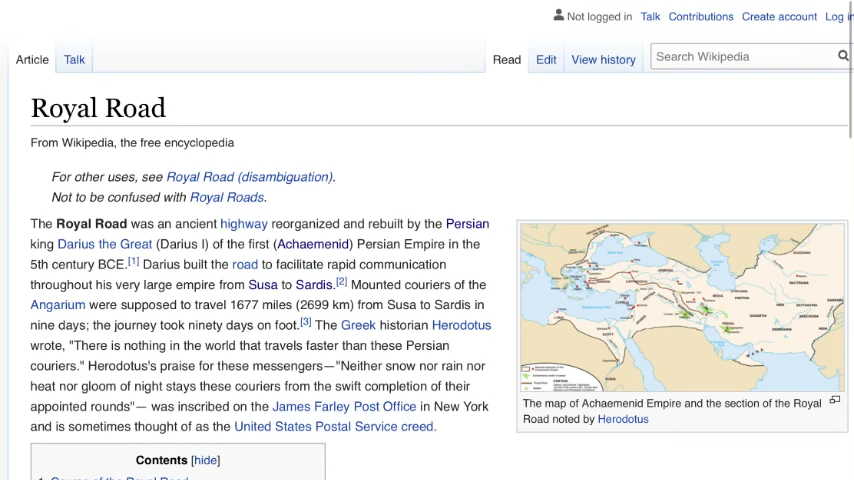 Not logged in Talk Contributions Create account Log in
Article Talk Read Edit View history Search Wikipedia
Royal Road
From Wikipedia, the free encyclopedia
For other uses, see Royal Road (disambiguation).
Not to be confused with Royal Roads.
The Royal Road was an ancient highway reorganized and rebuilt by the Persian
king Darius the Great (Darius I) of the first (Achaemenid) Persian Empire in the
5th century BCE.[1] Darius built the road to facilitate rapid communication
throughout his very large empire from Susa to Sardis.[2] Mounted couriers of the
Angarium were supposed to travel 1677 miles (2699 km) from Susa to Sardis in
nine days; the journey took ninety days on foot.[3] The Greek historian Herodotus
wrote, "There is nothing in the world that travels faster than these Persian
couriers." Herodotus's praise for these messengers—"Neither snow nor rain nor
heat nor gloom of night stays these couriers from the swift completion of their
appointed rounds"— was inscribed on the James Farley Post Office in New York
and is sometimes thought of as the United States Postal Service creed.
The map of Achaemenid Empire and the section of the Royal
Road noted by Herodotus
Contents [hide]
1 Course of the Royal Road